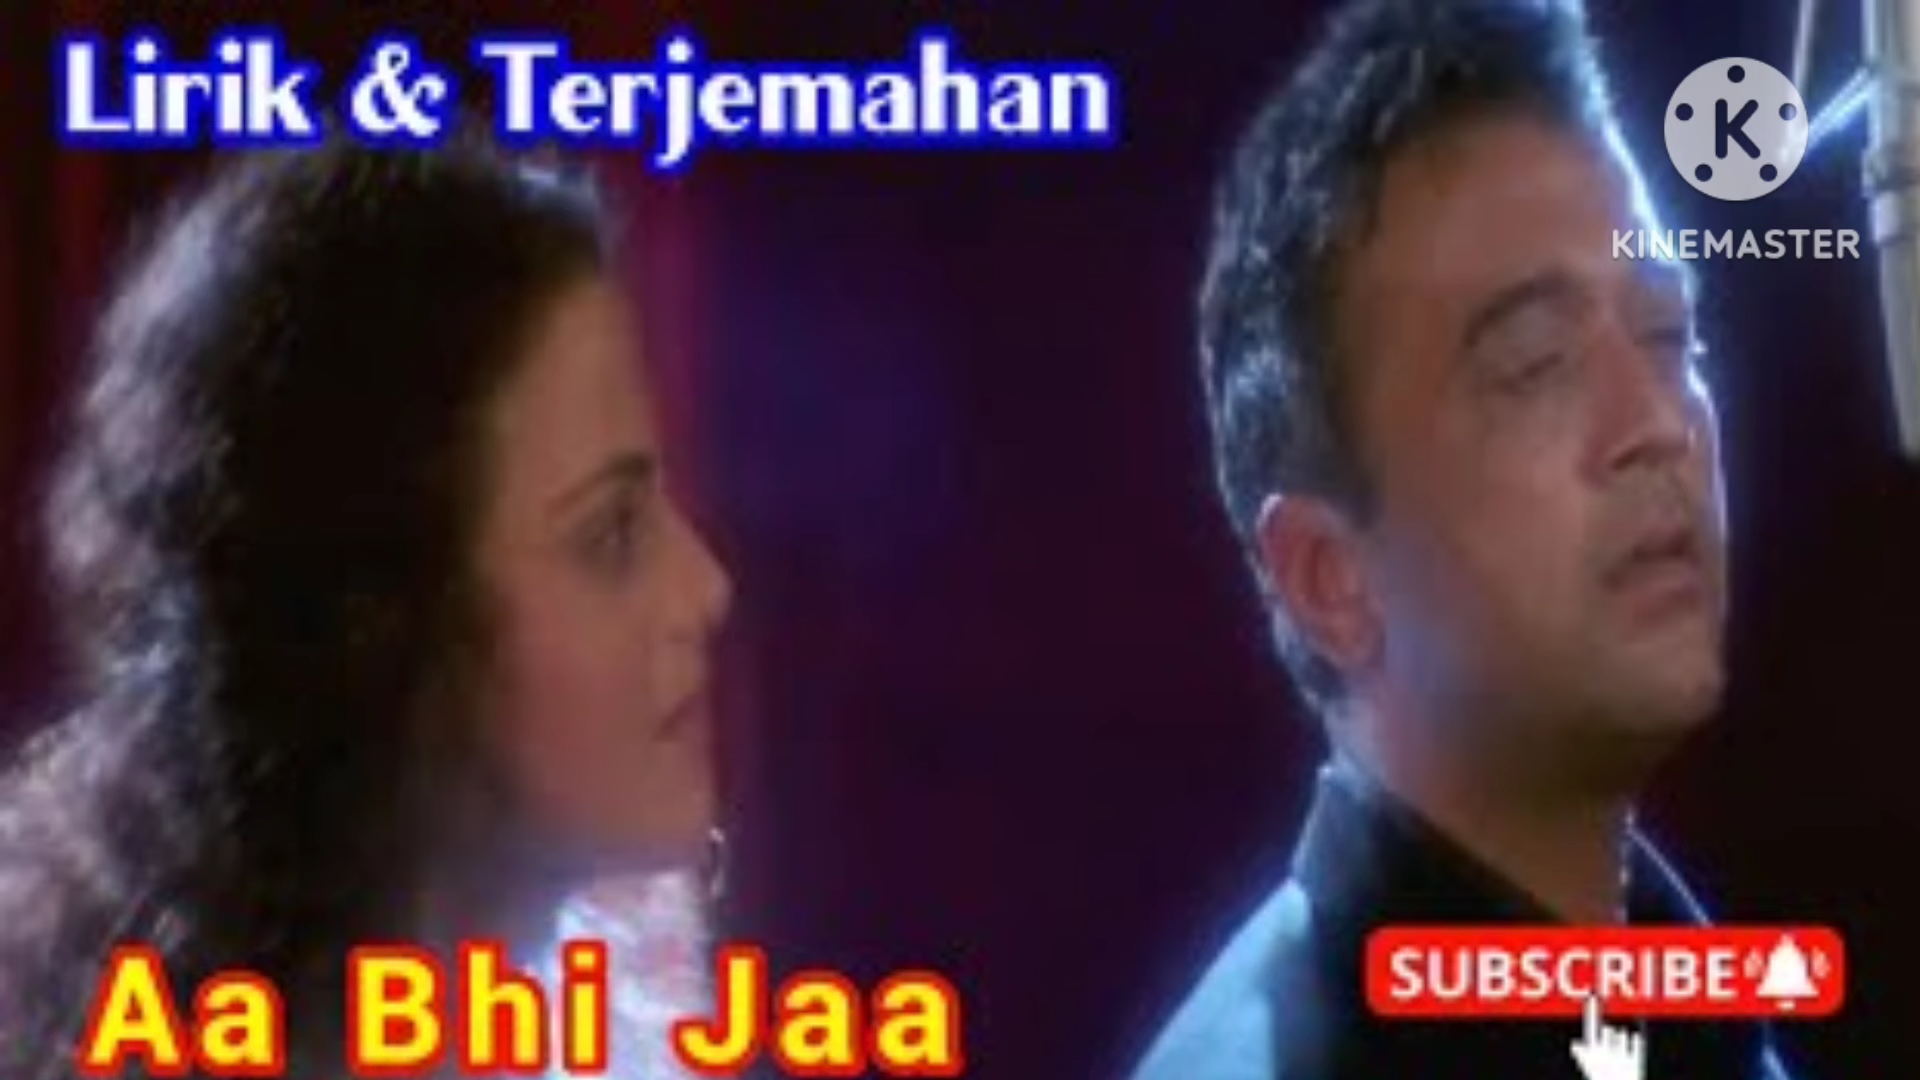 Lirik & Terjemahan
K
KINEMASTER
Aa Bhi Jaa
SUBSCRIBE